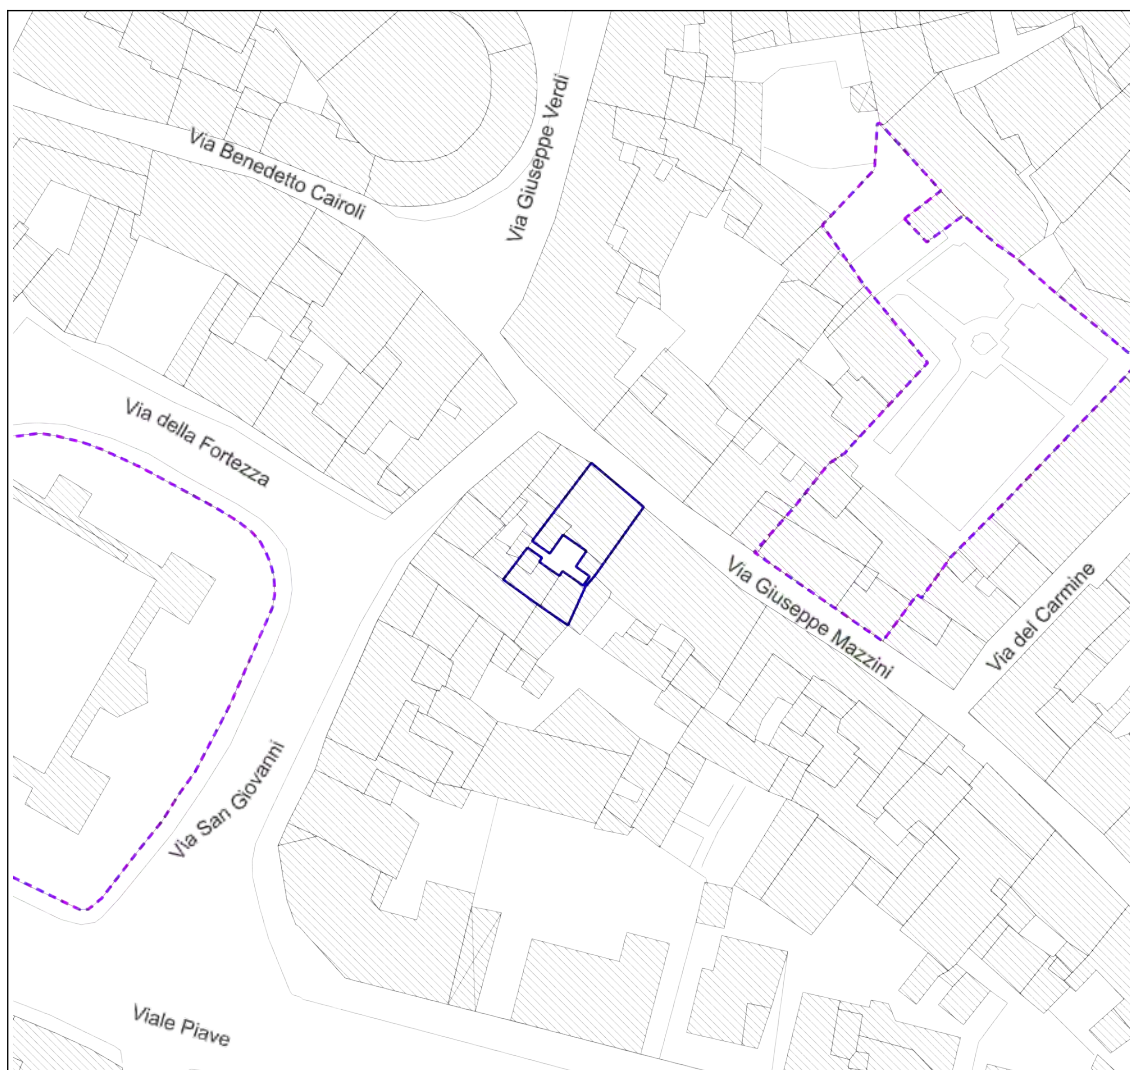 Via Benedetto Cairoli
Via Giuseppe Verdi
Via della Fortezza
Via Giuseppe Mazzini
Via del Carmine
Via San Giovanni
Viale Piave